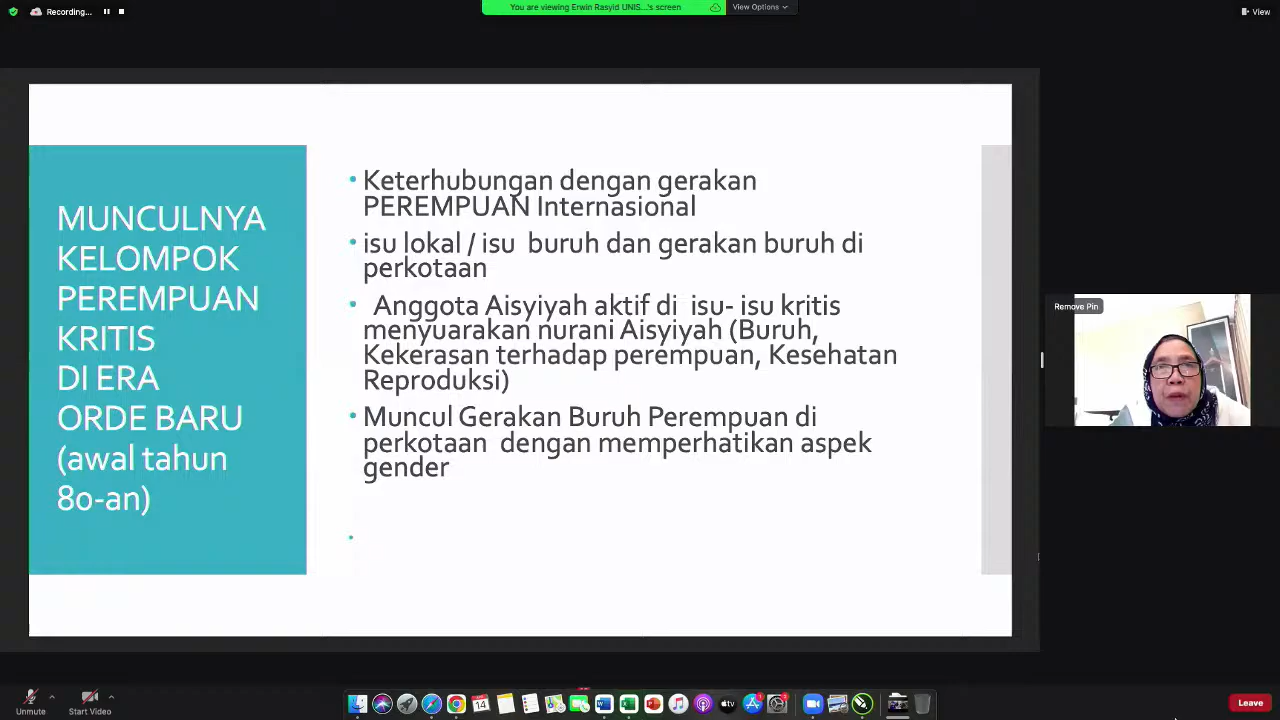 Recording...
You are viewing Erwin Rasyid UNIS...'s screen
View Options
View
MUNCULNYA
KELOMPOK
PEREMPUAN
KRITIS
DI ERA
ORDE BARU
(awal tahun
80-an)
• Keterhubungan dengan gerakan
PEREMPUAN Internasional
• isu lokal / isu buruh dan gerakan buruh di
perkotaan
• Anggota Aisyiyah aktif di isu- isu kritis
menyuarakan nurani Aisyiyah (Buruh,
Kekerasan terhadap perempuan, Kesehatan
Reproduksi)
• Muncul Gerakan Buruh Perempuan di
perkotaan dengan memperhatikan aspek
gender
•
Remove Pin
Unmute
Start Video
14
tv
Leave